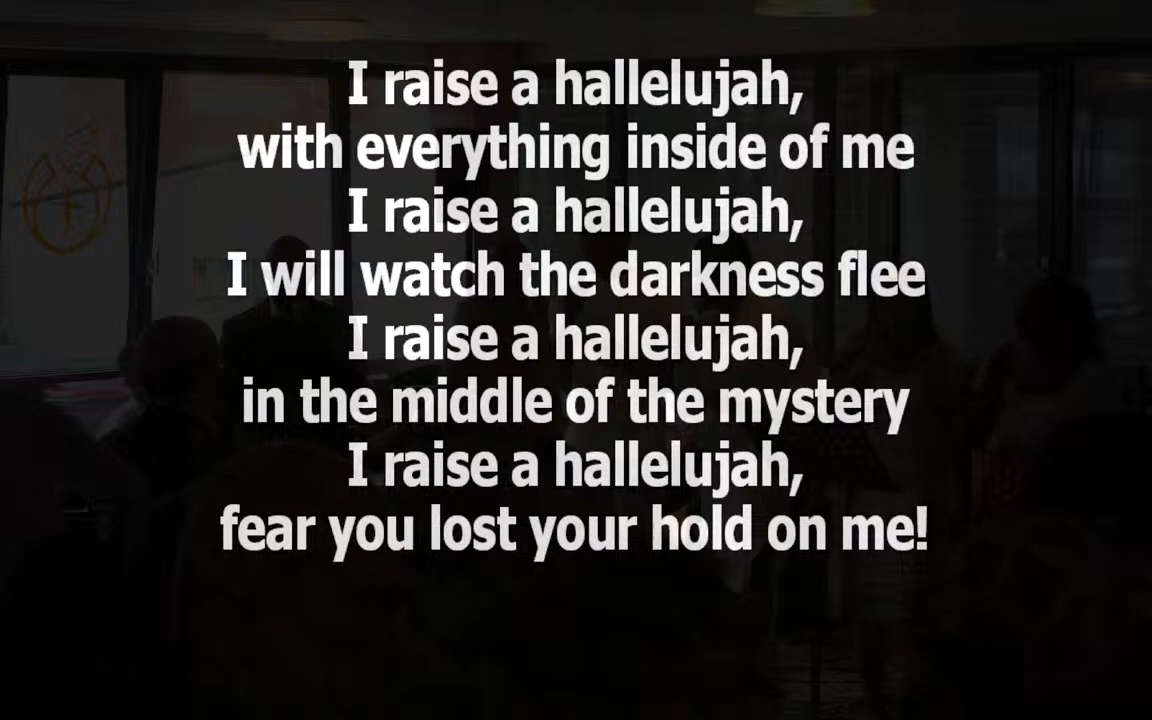 I raise a hallelujah,
with everything inside of me
I raise a hallelujah,
I will watch the darkness flee
I raise a hallelujah,
in the middle of the mystery
I raise a hallelujah,
fear you lost your hold on me!